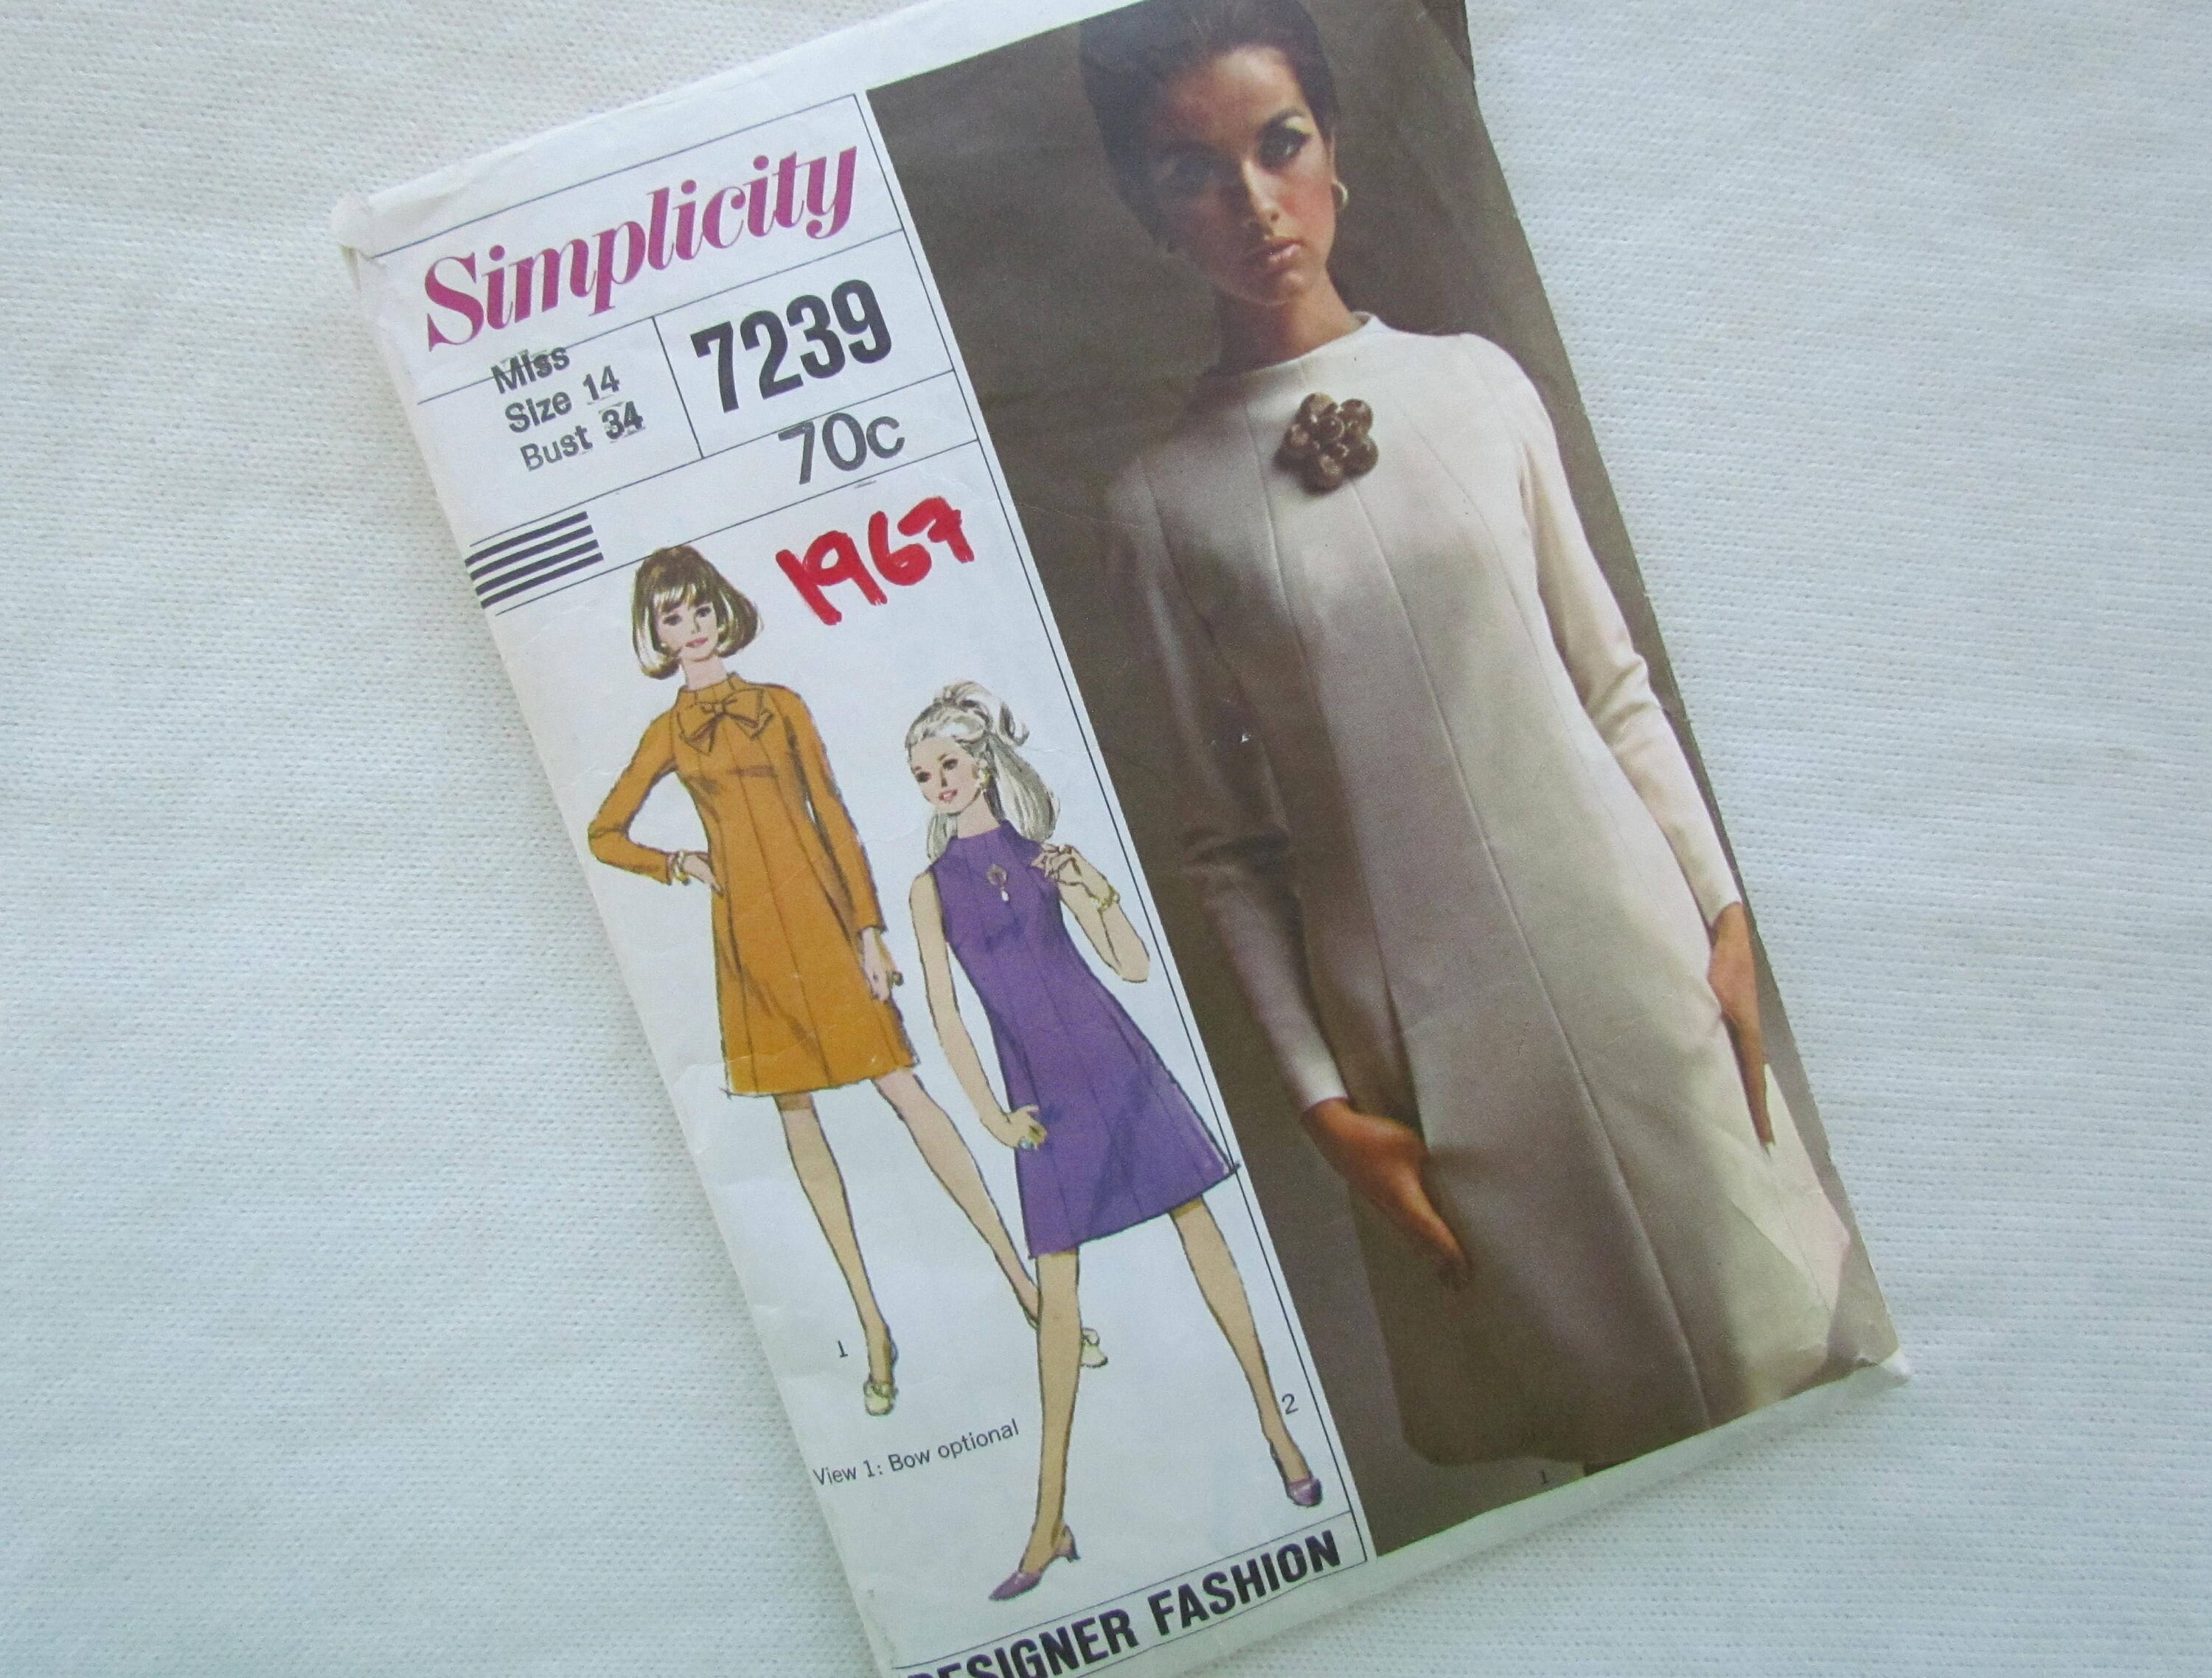 Simplicity
Miss
Size 14
Bust 34
7239
70c
1967
1
2
View 1: Bow optional
1
DESIGNER FASHION